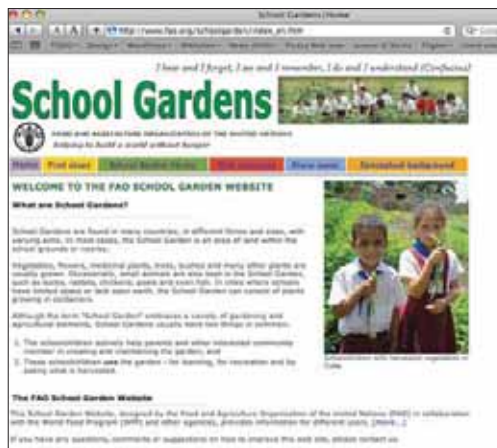 School Gardens|Home
http://www.fao.org/schoolgarden/index_en.htm
I hear and I forget, I see and I remember, I do and I understand (Confucius)
School Gardens
FOOD AND AGRICULTURE ORGANIZATION OF THE UNITED NATIONS
helping to build a world without hunger
Home First steps School Garden
WELCOME TO THE FAO SCHOOL GARDEN WEBSITE
What are School Gardens?
School Gardens are found in many countries, in different forms and sizes, with
varying aims. In most cases, the School Garden is an area of land within the
school grounds or nearby.
Vegetables, flowers, medicinal plants, trees, bushes and many other plants are
usually grown. Occasionally, small animals are also kept in the School Garden,
such as rabbits, chickens, goats and even fish. In cities where schools
have limited space or lack open earth, the School Garden can consist of plants
growing in containers.
Although the term "School Garden" embraces a variety of gardening and
agricultural elements, School Gardens usually have two things in common.
1. The schoolchildren actively help parents and other interested community
member in creating and maintaining the garden; and
2. These schoolchildren use the garden - for learning, for recreation and by
eating what is harvested.
Schoolchildren with harvested vegetables in
Cuba
The FAO School Garden Website
This School Garden Website, designed by the Food and Agriculture Organization of the United Nations (FAO) in collaboration
with the World Food Program (WFP) and other agencies, provides information for different users. [more...]
If you have any questions, comments or suggestions on how to improve this web site, please contact us.